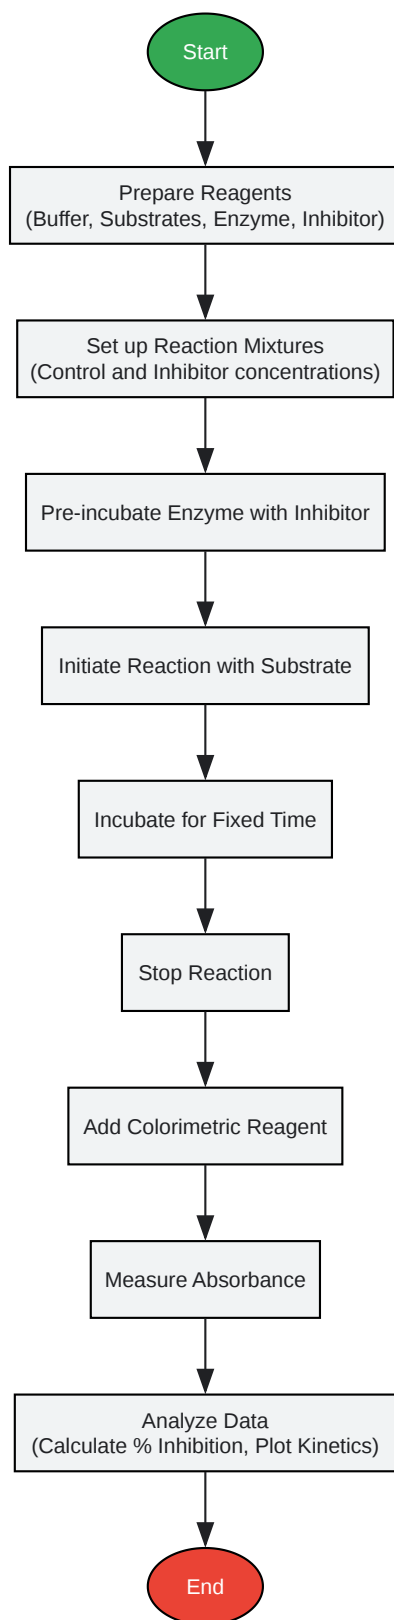 Start
Prepare Reagents
(Buffer, Substrates, Enzyme, Inhibitor)
Set up Reaction Mixtures
(Control and Inhibitor concentrations)
Pre-incubate Enzyme with Inhibitor
Initiate Reaction with Substrate
Incubate for Fixed Time
Stop Reaction
Add Colorimetric Reagent
Measure Absorbance
Analyze Data
(Calculate % Inhibition, Plot Kinetics)
End